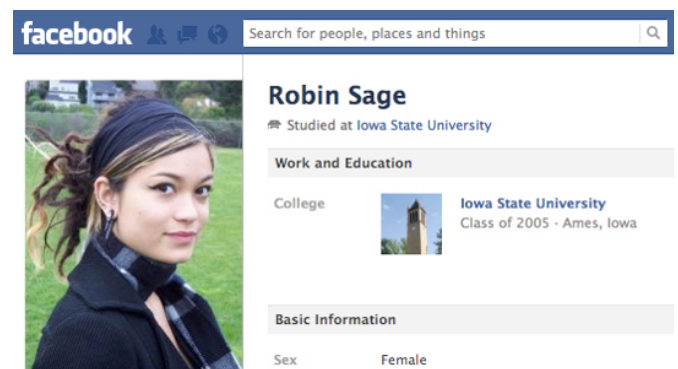 facebook Search for people, places and things
Robin Sage
Studied at Iowa State University
Work and Education
College Iowa State University
Class of 2005 · Ames, Iowa
Basic Information
Sex Female